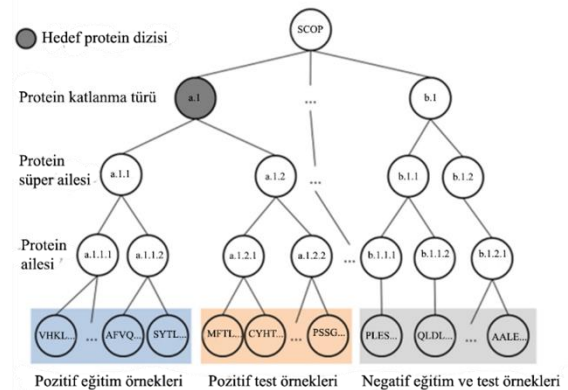 SCOP
Hedef protein dizisi
Protein katlanma türü
a.1
...
b.1
Protein
süper ailesi
a.1.1
a.1.2
...
b.1.1
b.1.2
Protein
ailesi
a.1.1.1
a.1.1.2
a.1.2.1
a.1.2.2
...
b.1.1.1
b.1.1.2
b.1.2.1
VHKL...
...
AFVQ...
SYTL...
MFTL...
CYHT...
...
PSSG...
PLES...
QLDL...
...
AALE...
Pozitif eğitim örnekleri
Pozitif test örnekleri
Negatif eğitim ve test örnekleri